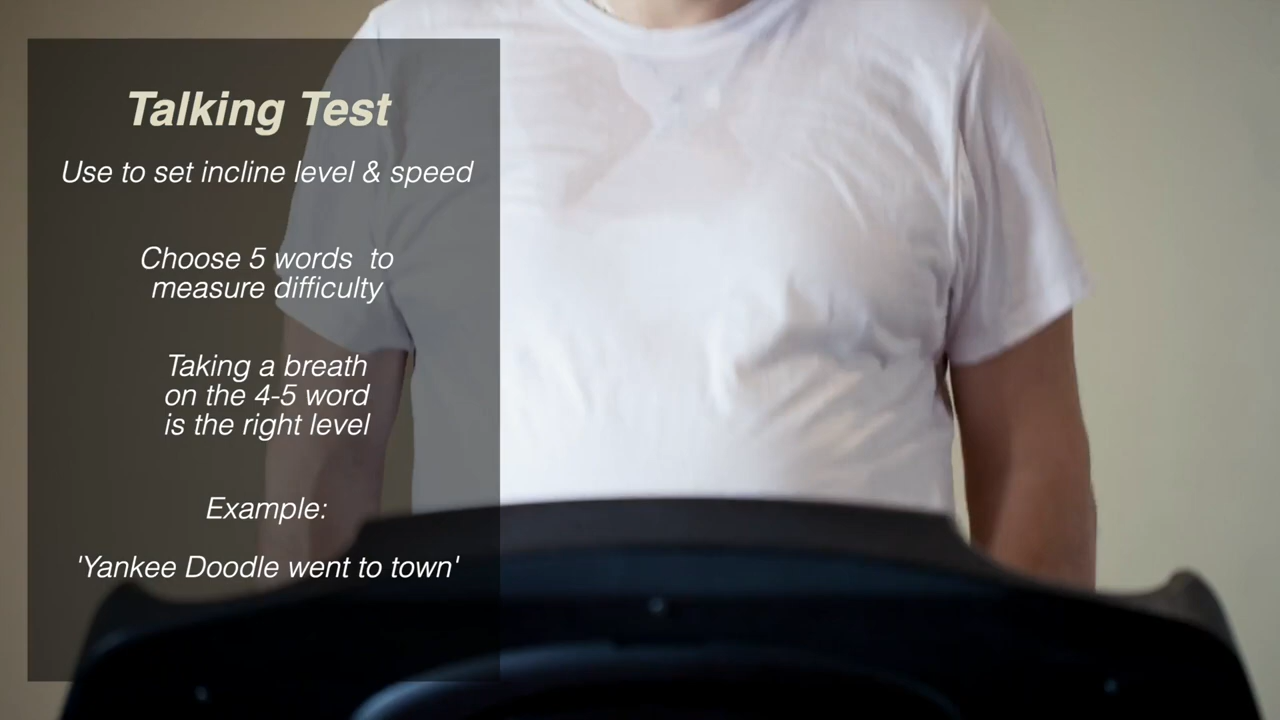 Talking Test
Use to set incline level & speed
Choose 5 words to
measure difficulty
Taking a breath
on the 4-5 word
is the right level
Example:
'Yankee Doodle went to town'